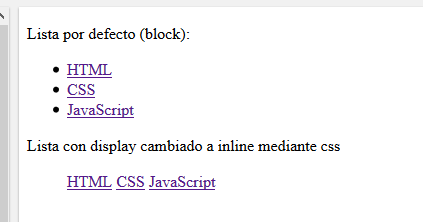 Lista por defecto (block):
HTML
CSS
JavaScript
Lista con display cambiado a inline mediante css
HTML CSS JavaScript